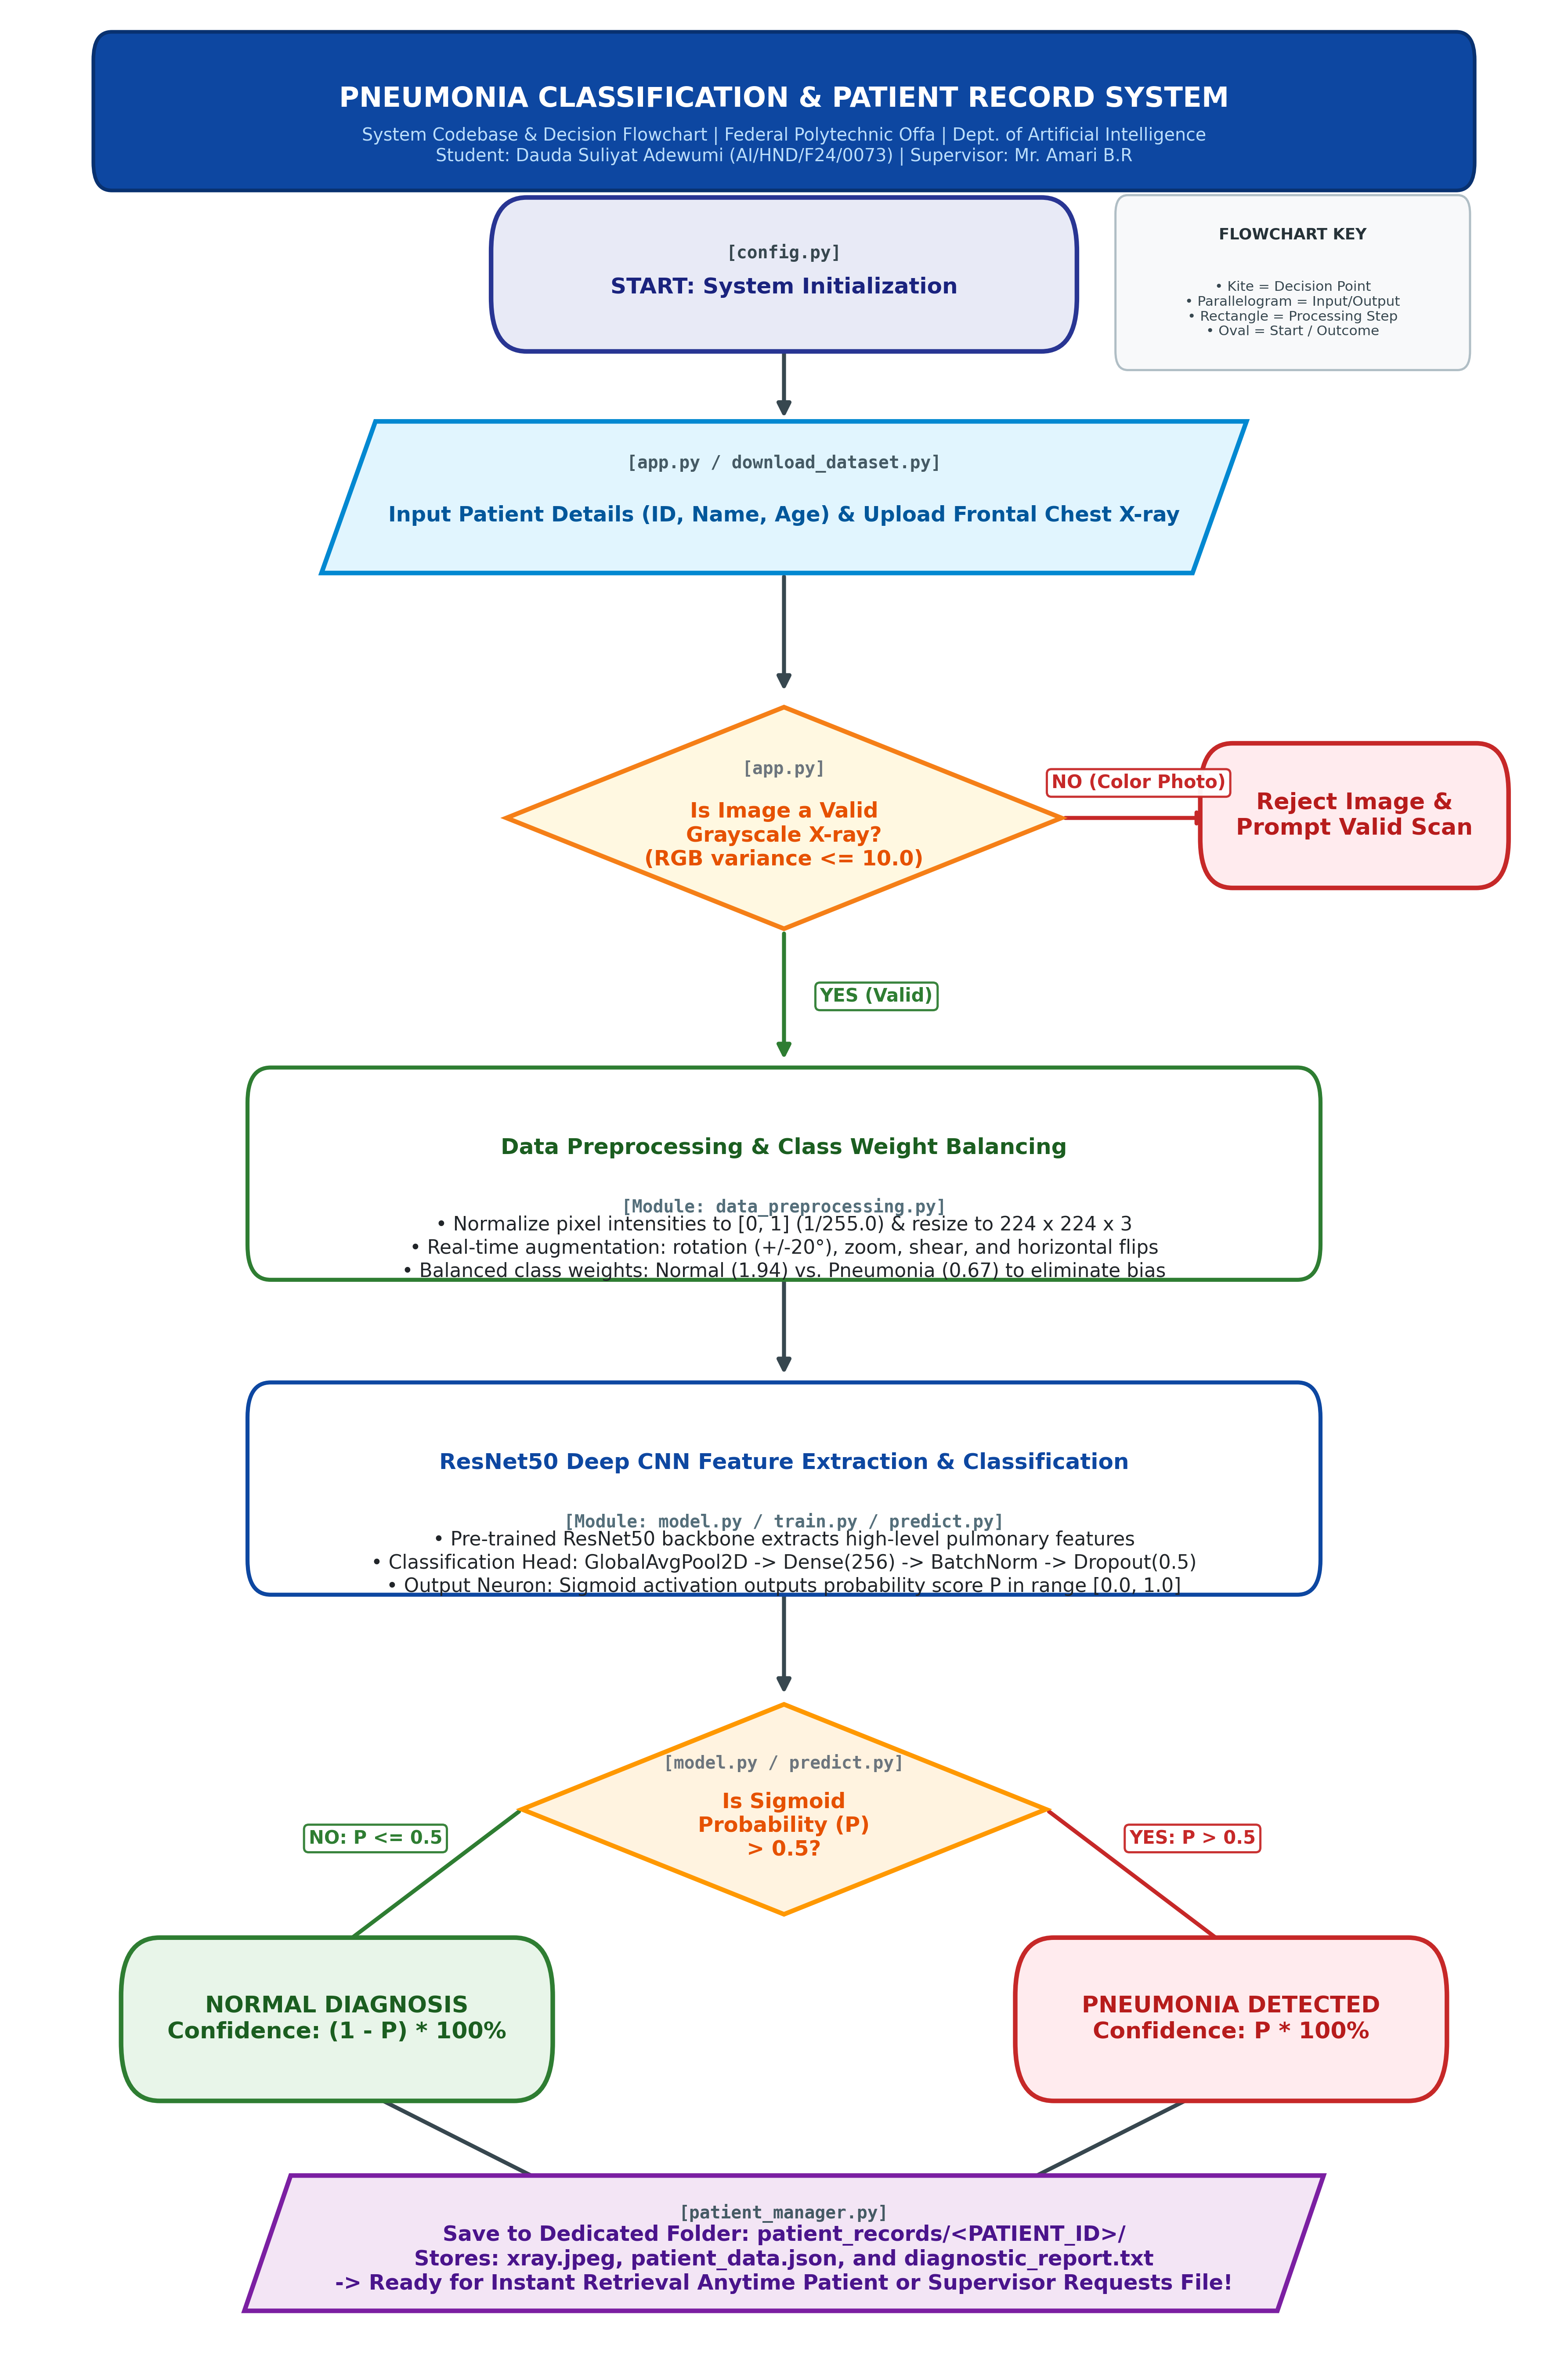 PNEUMONIA CLASSIFICATION & PATIENT RECORD SYSTEM
System Codebase & Decision Flowchart | Federal Polytechnic Offa | Dept. of Artificial Intelligence
Student: Dauda Suliyat Adewumi (AI/HND/F24/0073) | Supervisor: Mr. Amari B.R
[config.py]
START: System Initialization
FLOWCHART KEY
• Kite = Decision Point
• Parallelogram = Input/Output
• Rectangle = Processing Step
• Oval = Start / Outcome
[app.py / download_dataset.py]
Input Patient Details (ID, Name, Age) & Upload Frontal Chest X-ray
[app.py]
Is Image a Valid
Grayscale X-ray?
(RGB variance <= 10.0)
NO (Color Photo)
Reject Image &
Prompt Valid Scan
YES (Valid)
Data Preprocessing & Class Weight Balancing
[Module: data_preprocessing.py]
• Normalize pixel intensities to [0, 1] (1/255.0) & resize to 224 x 224 x 3
• Real-time augmentation: rotation (+/-20°), zoom, shear, and horizontal flips
• Balanced class weights: Normal (1.94) vs. Pneumonia (0.67) to eliminate bias
ResNet50 Deep CNN Feature Extraction & Classification
[Module: model.py / train.py / predict.py]
• Pre-trained ResNet50 backbone extracts high-level pulmonary features
• Classification Head: GlobalAvgPool2D -> Dense(256) -> BatchNorm -> Dropout(0.5)
• Output Neuron: Sigmoid activation outputs probability score P in range [0.0, 1.0]
[model.py / predict.py]
Is Sigmoid
Probability (P)
> 0.5?
NO: P <= 0.5
YES: P > 0.5
NORMAL DIAGNOSIS
Confidence: (1 - P) * 100%
PNEUMONIA DETECTED
Confidence: P * 100%
[patient_manager.py]
Save to Dedicated Folder: patient_records/<PATIENT_ID>/
Stores: xray.jpeg, patient_data.json, and diagnostic_report.txt
-> Ready for Instant Retrieval Anytime Patient or Supervisor Requests File!